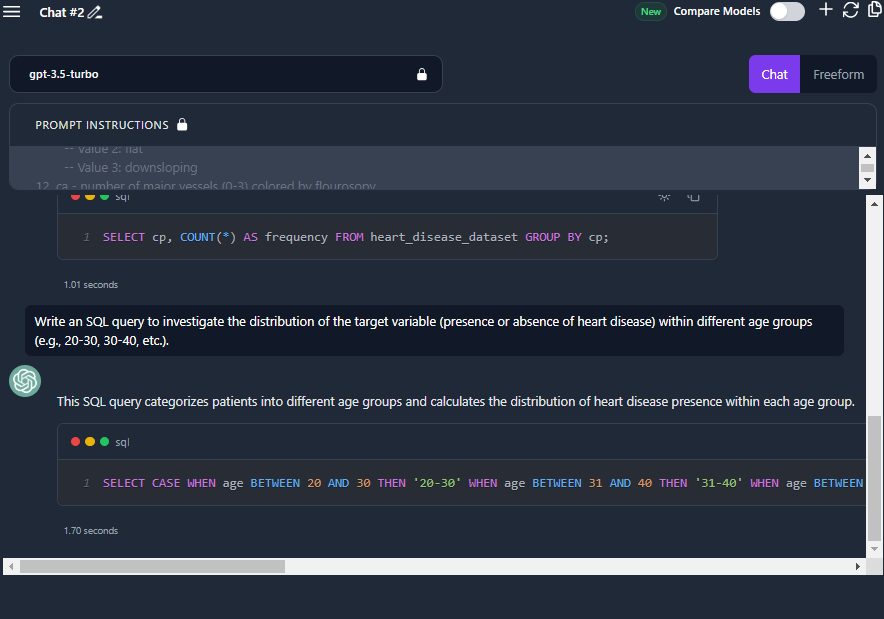 Chat #2
New Compare Models
gpt-3.5-turbo
Chat Freeform
PROMPT INSTRUCTIONS
-- Value 2: flat
-- Value 3: downsloping
12. ca - number of major vessels (0-3) colored by flourosopy
sql
1 SELECT cp, COUNT(*) AS frequency FROM heart_disease_dataset GROUP BY cp;
1.01 seconds
Write an SQL query to investigate the distribution of the target variable (presence or absence of heart disease) within different age groups
(e.g., 20-30, 30-40, etc.).
This SQL query categorizes patients into different age groups and calculates the distribution of heart disease presence within each age group.
sql
1 SELECT CASE WHEN age BETWEEN 20 AND 30 THEN '20-30' WHEN age BETWEEN 31 AND 40 THEN '31-40' WHEN age BETWEEN
1.70 seconds